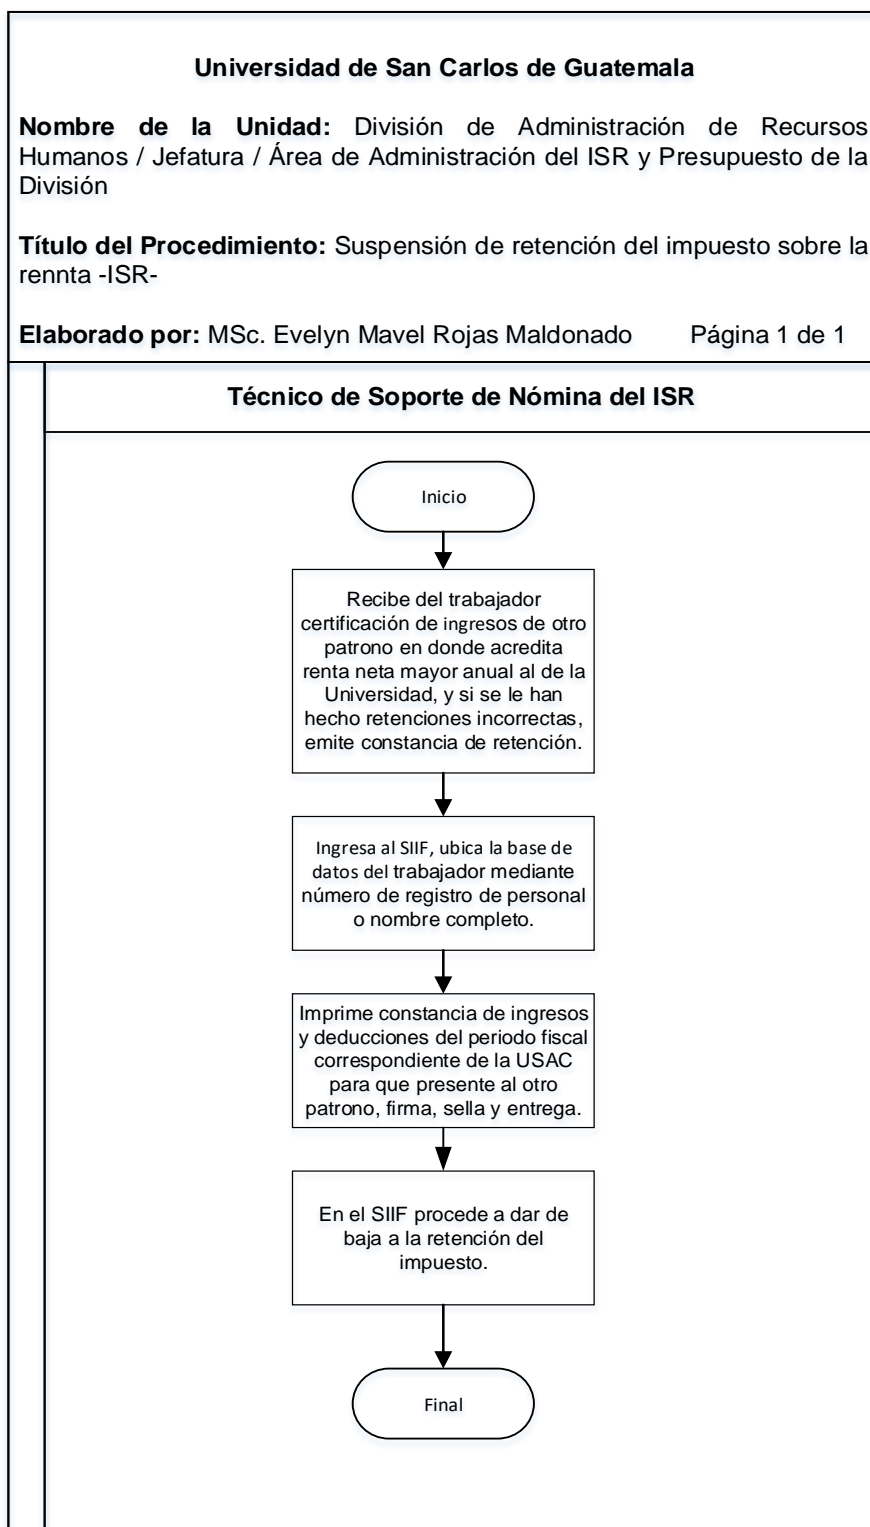 Universidad de San Carlos de Guatemala
Nombre de la Unidad: División de Administración de Recursos
Humanos / Jefatura / Área de Administración del ISR y Presupuesto de la
División
Título del Procedimiento: Suspensión de retención del impuesto sobre la
rennta -ISR-
Elaborado por: MSc. Evelyn Mavel Rojas Maldonado Página 1 de 1
Técnico de Soporte de Nómina del ISR
Inicio
Recibe del trabajador
certificación de ingresos de otro
patrono en donde acredita
renta neta mayor anual al de la
Universidad, y si se le han
hecho retenciones incorrectas,
emite constancia de retención.
Ingresa al SIIF, ubica la base de
datos del trabajador mediante
número de registro de personal
o nombre completo.
Imprime constancia de ingresos
y deducciones del periodo fiscal
correspondiente de la USAC
para que presente al otro
patrono, firma, sella y entrega.
En el SIIF procede a dar de
baja a la retención del
impuesto.
Final